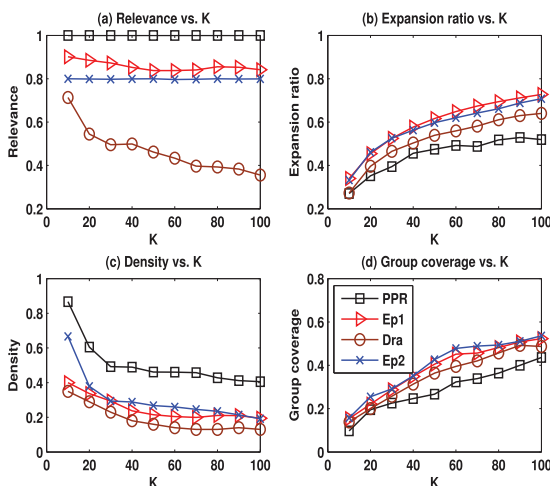 (a) Relevance vs. K
1
0.8
0.6
0.4
0.2
0 20 40 60 80 100
Relevance
K
(b) Expansion ratio vs. K
1
0.8
0.6
0.4
0.2
0 20 40 60 80 100
Expansion ratio
K
(c) Density vs. K
1
0.8
0.6
0.4
0.2
0
0 20 40 60 80 100
Density
K
(d) Group coverage vs. K
0.8
0.6
0.4
0.2
0
0 20 40 60 80 100
Group coverage
K
PPR
Ep1
Dra
Ep2